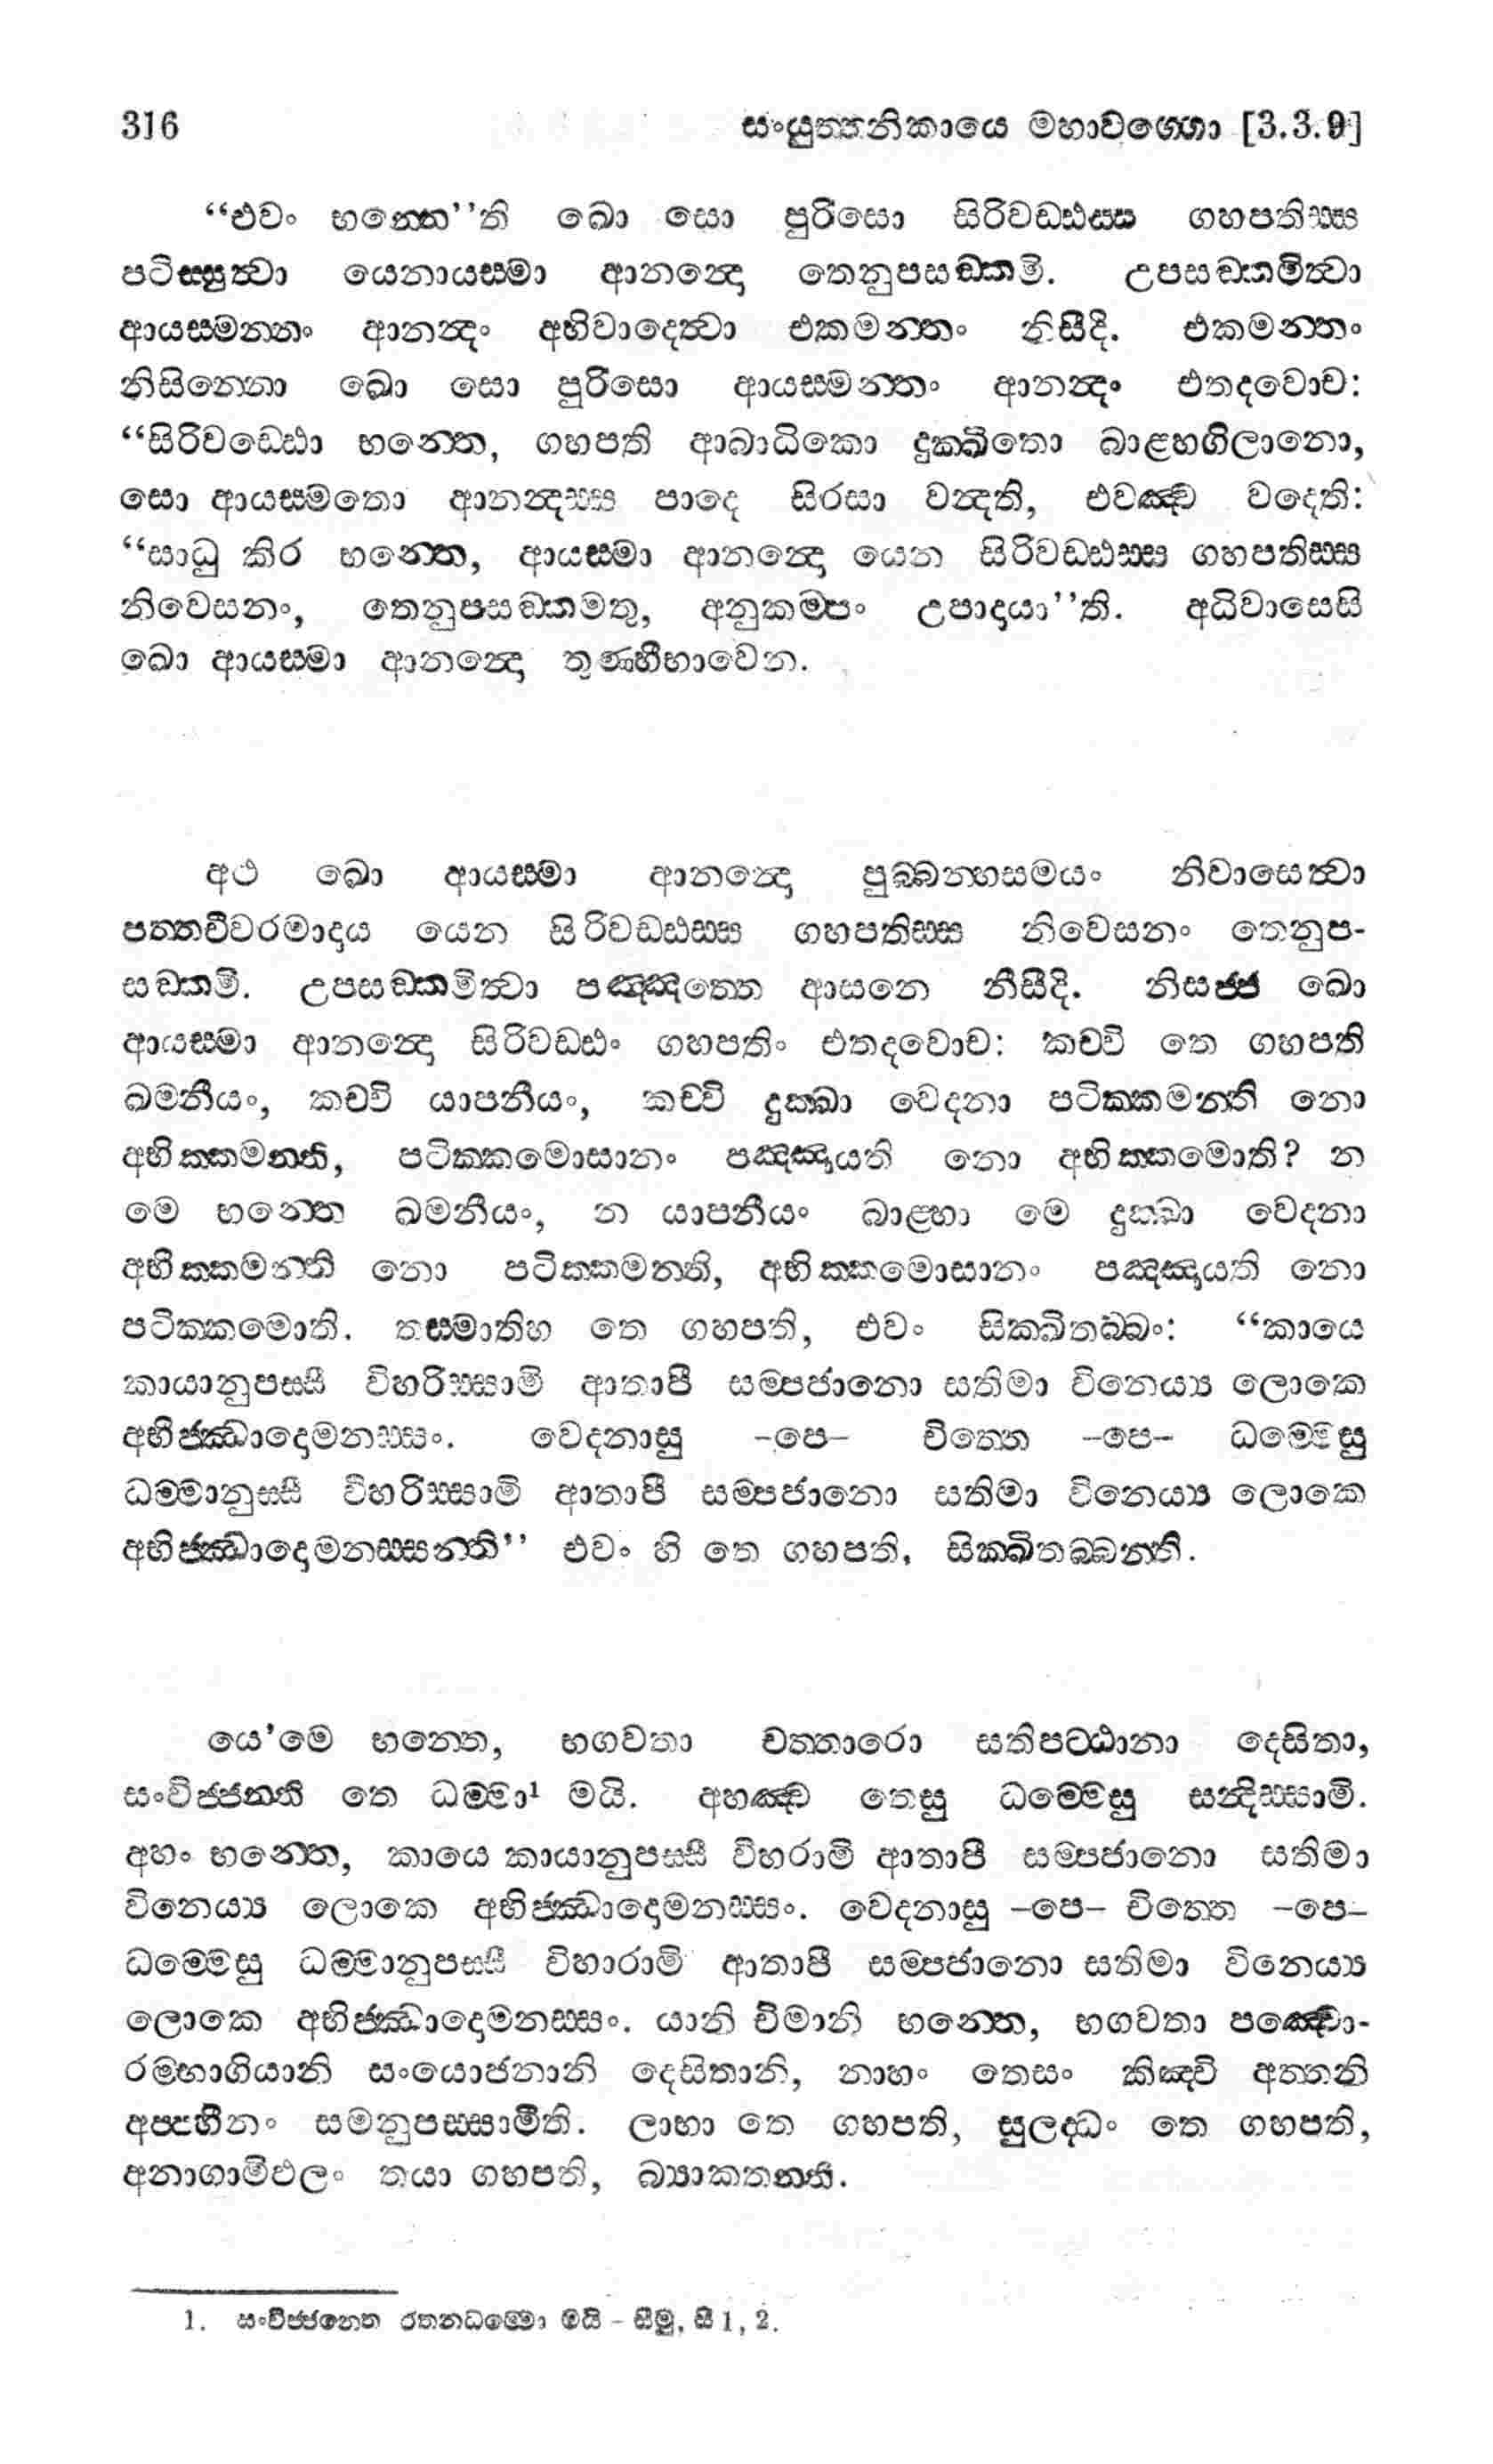 316 සංයුත්තනිකායෙ මහාවග්ගො [3.3.9]
“එවං භන්තෙ”ති ඛො සො පුරිසො සිරිවඩ්ඪස්ස ගහපතිස්ස
පටිස්සුත්වා යෙනායස්මා ආනන්දො තෙනුපසඞ්කමි. උපසඞ්කමිත්වා
ආයස්මන්තං ආනන්දං අභිවාදෙත්වා එකමන්තං නිසීදි. එකමන්තං
නිසින්නො ඛො සො පුරිසො ආයස්මන්තං ආනන්දං එතදවොච:
“සිරිවඩ්ඪො භන්තෙ, ගහපති ආබාධිකො දුක්ඛිතො බාළ්හගිලානො,
සො ආයස්මතො ආනන්දස්ස පාදෙ සිරසා වන්දති, එවඤ්ච වදෙති:
“සාධු කිර භන්තෙ, ආයස්මා ආනන්දො යෙන සිරිවඩ්ඪස්ස ගහපතිස්ස
නිවෙසනං, තෙනුපසඞ්කමතු, අනුකම්පං උපාදායා”ති. අධිවාසෙසි
ඛො ආයස්මා ආනන්දො තුණ්හීභාවෙන.
අථ ඛො ආයස්මා ආනන්දො පුබ්බන්හසමයං නිවාසෙත්වා
පත්තචීවරමාදාය යෙන සිරිවඩ්ඪස්ස ගහපතිස්ස නිවෙසනං තෙනුප-
සඞ්කමි. උපසඞ්කමිත්වා පඤ්ඤත්තෙ ආසනෙ නිසීදි. නිසජ්ජ ඛො
ආයස්මා ආනන්දො සිරිවඩ්ඪං ගහපතිං එතදවොච: කච්චි තෙ ගහපති
ඛමනීයං, කච්චි යාපනීයං, කච්චි දුක්ඛා වෙදනා පටික්කමන්ති නො
අභික්කමන්ති, පටික්කමොසානං පඤ්ඤායති නො අභික්කමොති? න
මෙ භන්තෙ ඛමනීයං, න යාපනීයං බාළ්හා මෙ දුක්ඛා වෙදනා
අභික්කමන්ති නො පටික්කමන්ති, අභික්කමොසානං පඤ්ඤායති නො
පටික්කමොති. තස්මාතිහ තෙ ගහපති, එවං සික්ඛිතබ්බං: “කායෙ
කායානුපස්සී විහරිස්සාමි ආතාපී සම්පජානො සතිමා විනෙය්‍ය ලොකෙ
අභිජ්ඣාදොමනස්සං. වෙදනාසු –පෙ– චිත්තෙ –පෙ– ධම්මෙසු
ධම්මානුස්සී විහරිස්සාමි ආතාපී සම්පජානො සතිමා විනෙය්‍ය ලොකෙ
අභිජ්ඣාදොමනස්සන්ති” එවං හි තෙ ගහපති, සික්ඛිතබ්බන්ති.
යෙ’මෙ භන්තෙ, භගවතා චත්තාරො සතිපට්ඨානා දෙසිතා,
සංවිජ්ජන්ති තෙ ධම්මා¹ මයි. අහඤ්ච තෙසු ධම්මෙසු සන්දිස්සාමි.
අහං භන්තෙ, කායෙ කායානුපස්සී විහරාමි ආතාපී සම්පජානො සතිමා
විනෙය්‍ය ලොකෙ අභිජ්ඣාදොමනස්සං. වෙදනාසු –පෙ– චිත්තෙ –පෙ–
ධම්මෙසු ධම්මානුපස්සී විහාරාමි ආතාපී සම්පජානො සතිමා විනෙය්‍ය
ලොකෙ අභිජ්ඣාදොමනස්සං. යානි චිමානි භන්තෙ, භගවතා පඤ්චො-
රම්භාගියානි සංයොජනානි දෙසිතානි, නාහං තෙසං කිඤ්චි අත්තනි
අප්පහීනං සමනුපස්සාමීති. ලාභා තෙ ගහපති, සුලද්ධං තෙ ගහපති,
අනාගාමිඵලං තයා ගහපති, බ්‍යාකතන්ති.
1. සංවිජ්ජන්තෙ රතනධම්මො මයි – සීමු, සී 1, 2.